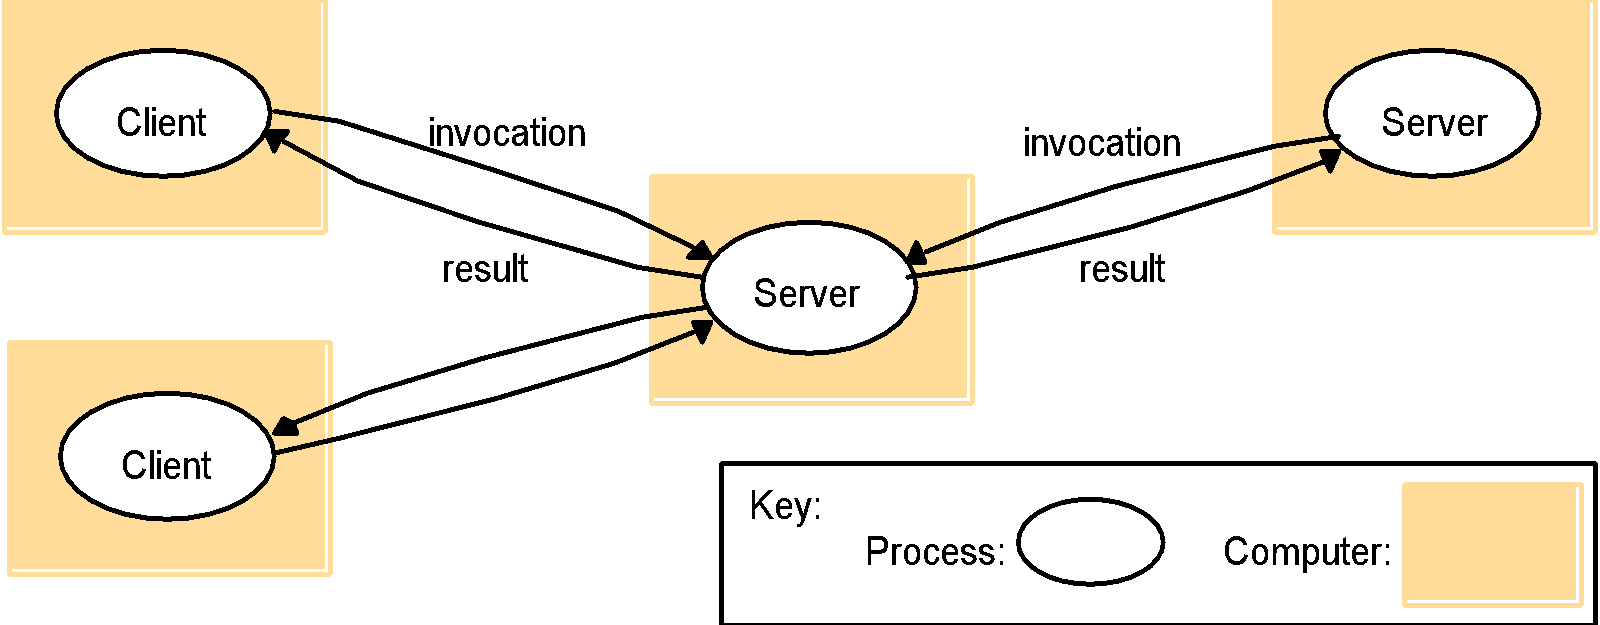 Client
invocation
result
Server
invocation
result
Server
Client
Key:
Process:
Computer: